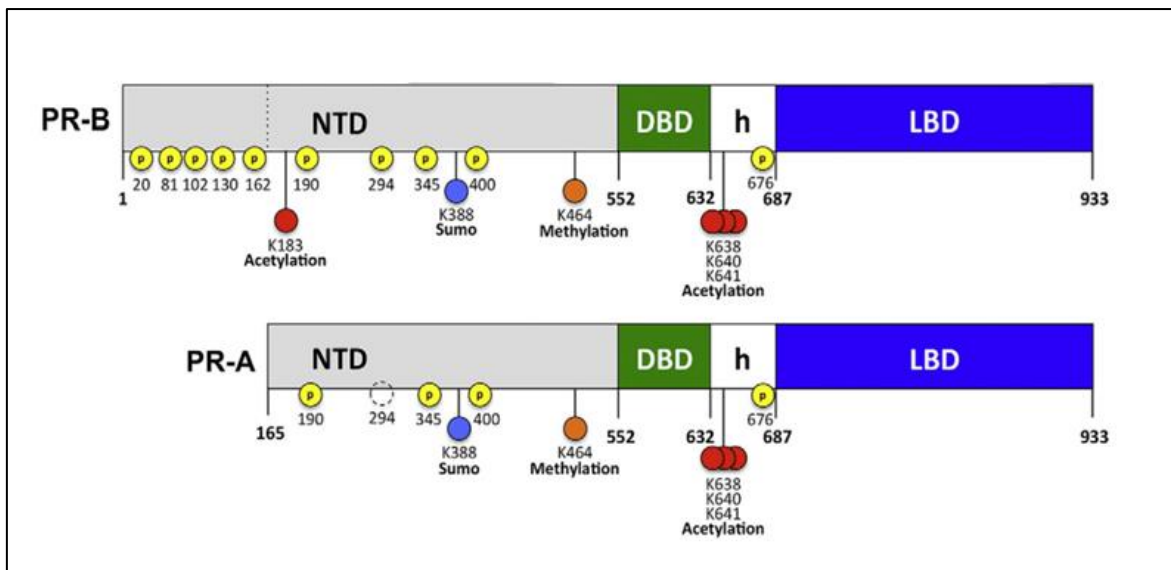 PR-B NTD DBD h LBD
p p p p p p p p p p
20 81 102 130 162 190 294 345 400 676
1 552 632 687 933
K183
Acetylation
K388
Sumo
K464
Methylation
K638
K640
K641
Acetylation
PR-A NTD DBD h LBD
p p p p
190 294 345 400 676
165 552 632 687 933
K388
Sumo
K464
Methylation
K638
K640
K641
Acetylation